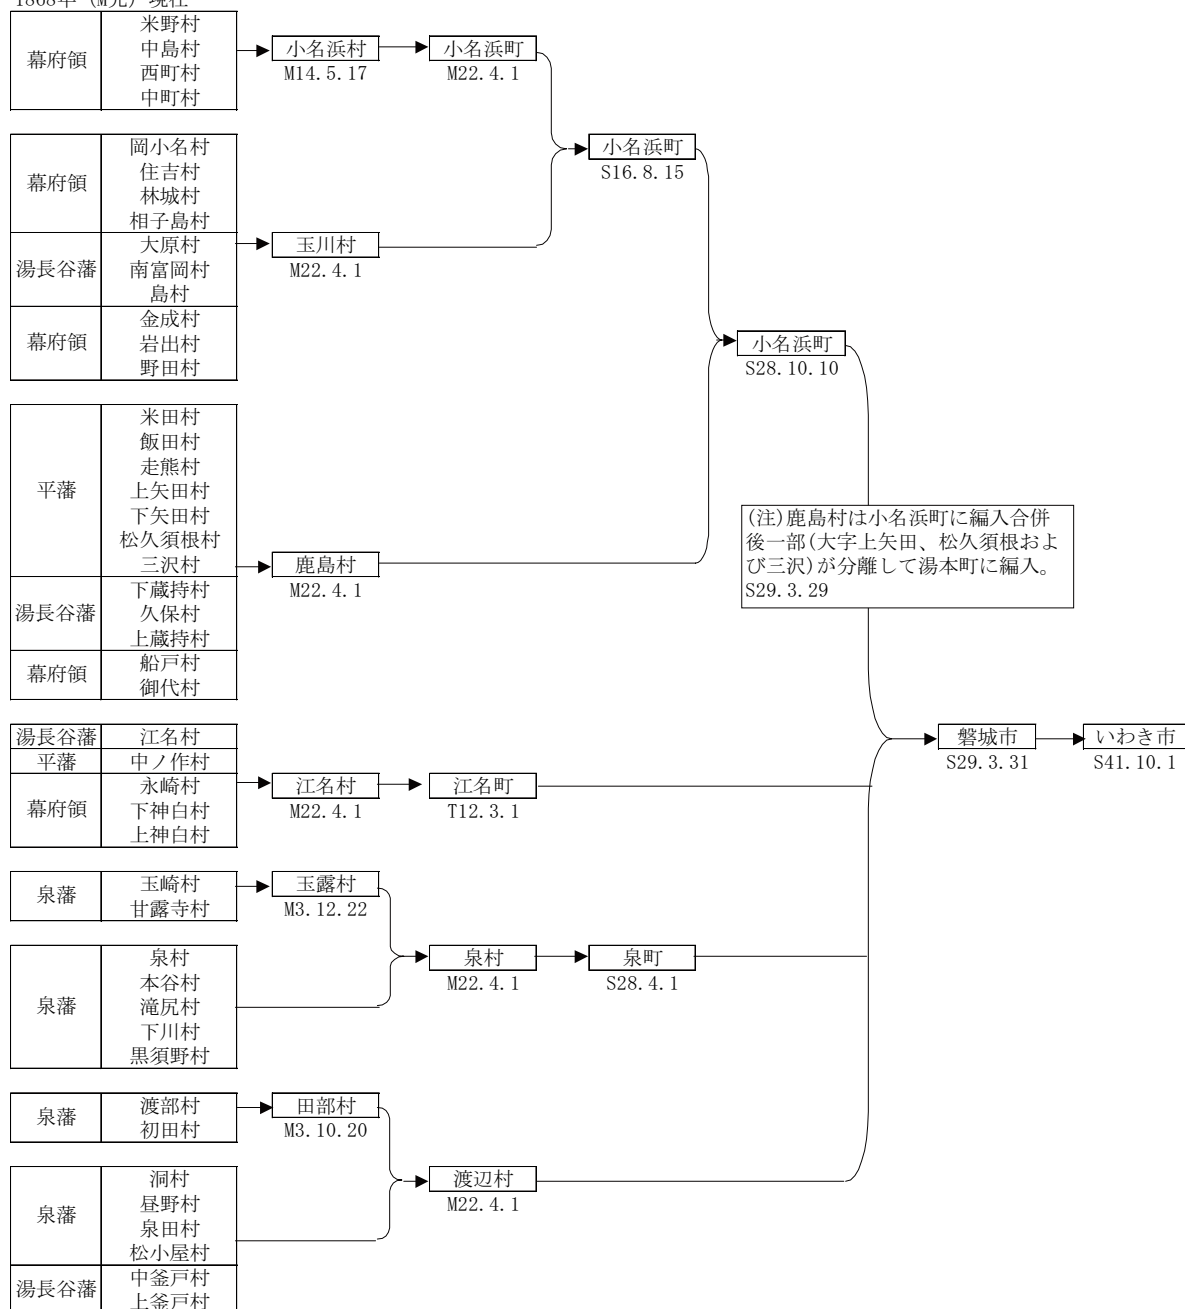 1868年（M元）現在
幕府領
米野村
中島村
西町村
中町村
小名浜村
M14.5.17
小名浜町
M22.4.1
幕府領
岡小名村
住吉村
林城村
相子島村
湯長谷藩
大原村
南富岡村
島村
幕府領
金成村
岩出村
野田村
玉川村
M22.4.1
小名浜町
S16.8.15
平藩
米田村
飯田村
走熊村
上矢田村
下矢田村
松久須根村
三沢村
湯長谷藩
下蔵持村
久保村
上蔵持村
幕府領
船戸村
御代村
鹿島村
M22.4.1
小名浜町
S28.10.10
(注)鹿島村は小名浜町に編入合併
後一部(大字上矢田、松久須根およ
び三沢)が分離して湯本町に編入。
S29.3.29
湯長谷藩
江名村
平藩
中ノ作村
幕府領
永崎村
下神白村
上神白村
江名村
M22.4.1
江名町
T12.3.1
磐城市
S29.3.31
いわき市
S41.10.1
泉藩
玉崎村
甘露寺村
玉露村
M3.12.22
泉藩
泉村
本谷村
滝尻村
下川村
黒須野村
泉村
M22.4.1
泉町
S28.4.1
泉藩
渡部村
初田村
田部村
M3.10.20
泉藩
洞村
昼野村
泉田村
松小屋村
湯長谷藩
中釜戸村
上釜戸村
渡辺村
M22.4.1